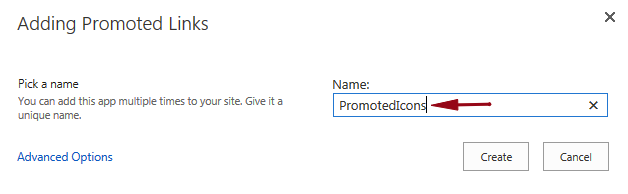 Adding Promoted Links
Pick a name
You can add this app multiple times to your site. Give it a
unique name.
Name:
PromotedIcons
Advanced Options
Create
Cancel